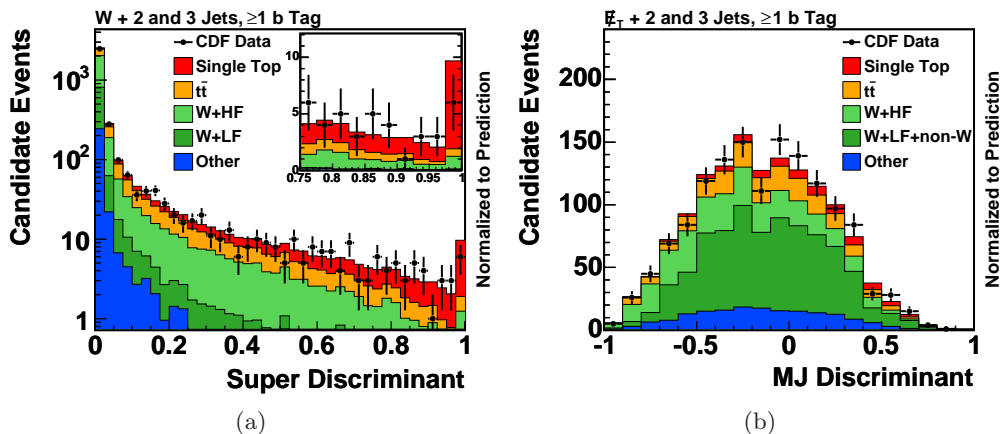 W + 2 and 3 Jets, ≥1 b Tag
Candidate Events
10³
10²
10
1
CDF Data
Single Top
tt̄
W+HF
W+LF
Other
10
5
0
0.75 0.8 0.85 0.9 0.95 1
Normalized to Prediction
0 0.2 0.4 0.6 0.8 1
Super Discriminant
(a)
E̸_T + 2 and 3 Jets, ≥1 b Tag
Candidate Events
200
150
100
50
0
CDF Data
Single Top
tt̄
W+HF
W+LF+non-W
Other
Normalized to Prediction
-1 -0.5 0 0.5 1
MJ Discriminant
(b)